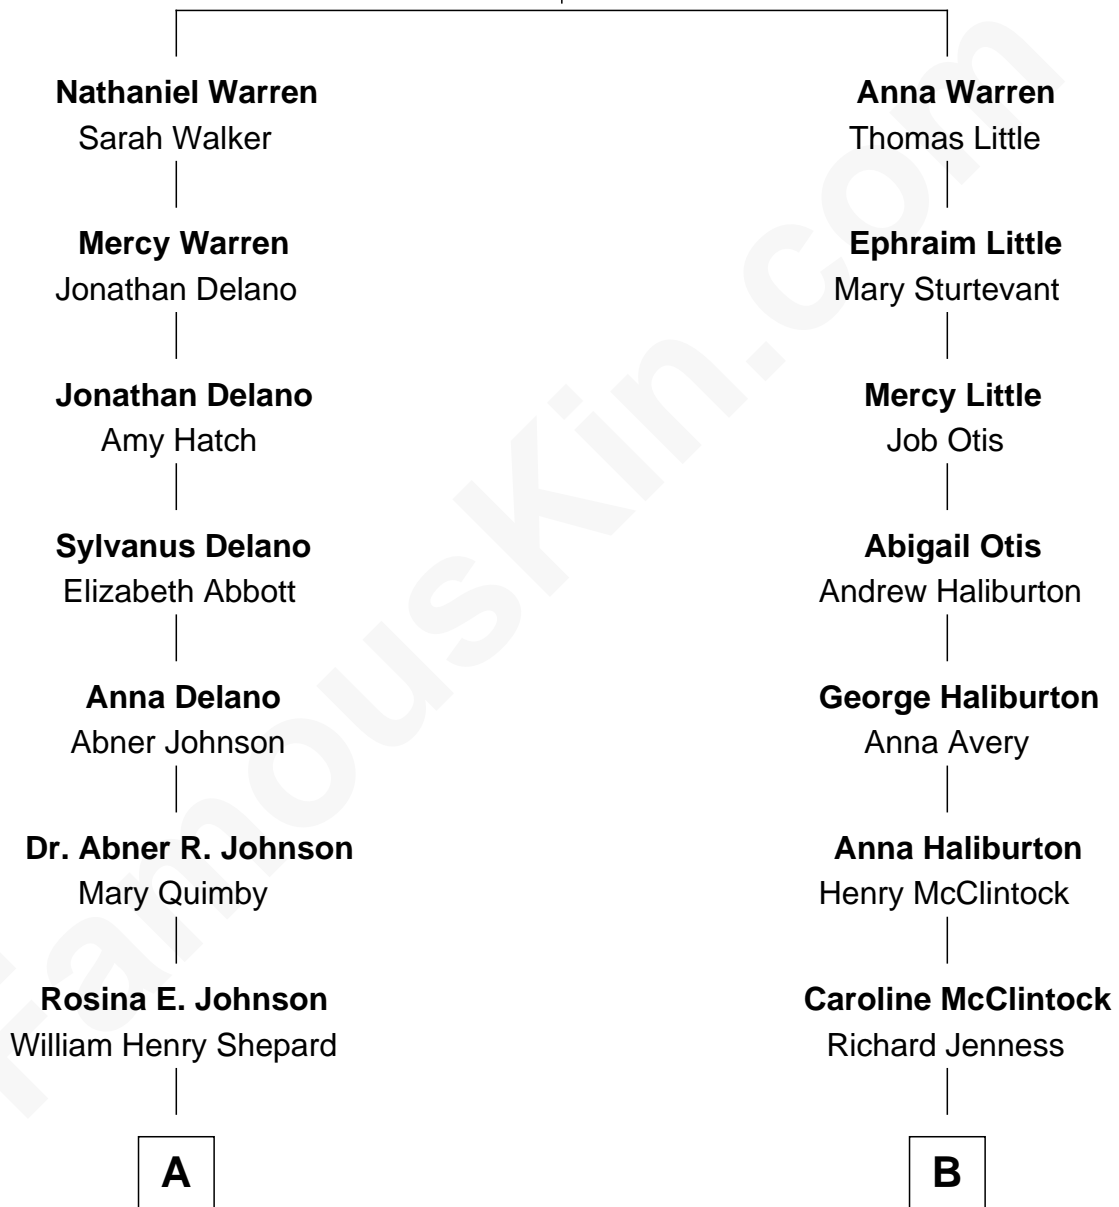 Nathaniel Warren
Sarah Walker
Mercy Warren
Jonathan Delano
Jonathan Delano
Amy Hatch
Sylvanus Delano
Elizabeth Abbott
Anna Delano
Abner Johnson
Dr. Abner R. Johnson
Mary Quimby
Rosina E. Johnson
William Henry Shepard
A
Anna Warren
Thomas Little
Ephraim Little
Mary Sturtevant
Mercy Little
Job Otis
Abigail Otis
Andrew Haliburton
George Haliburton
Anna Avery
Anna Haliburton
Henry McClintock
Caroline McClintock
Richard Jenness
B
FamousKin.com